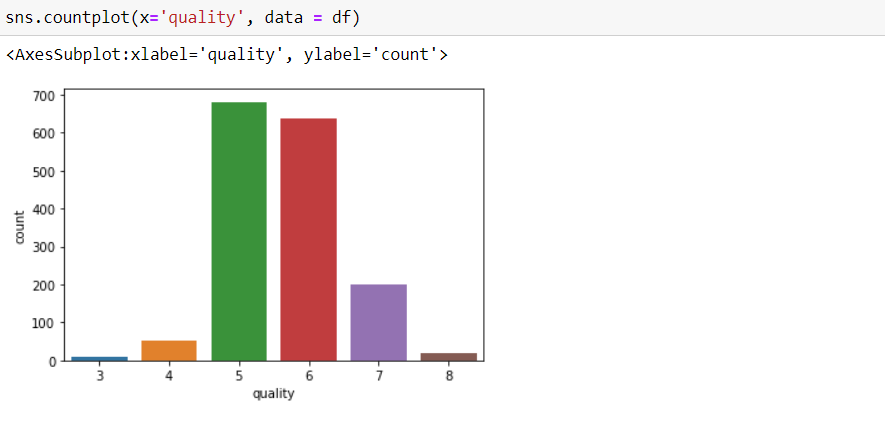 sns.countplot(x='quality', data = df)
<AxesSubplot:xlabel='quality', ylabel='count'>
700
600
500
400
300
200
100
0
count
3 4 5 6 7 8
quality